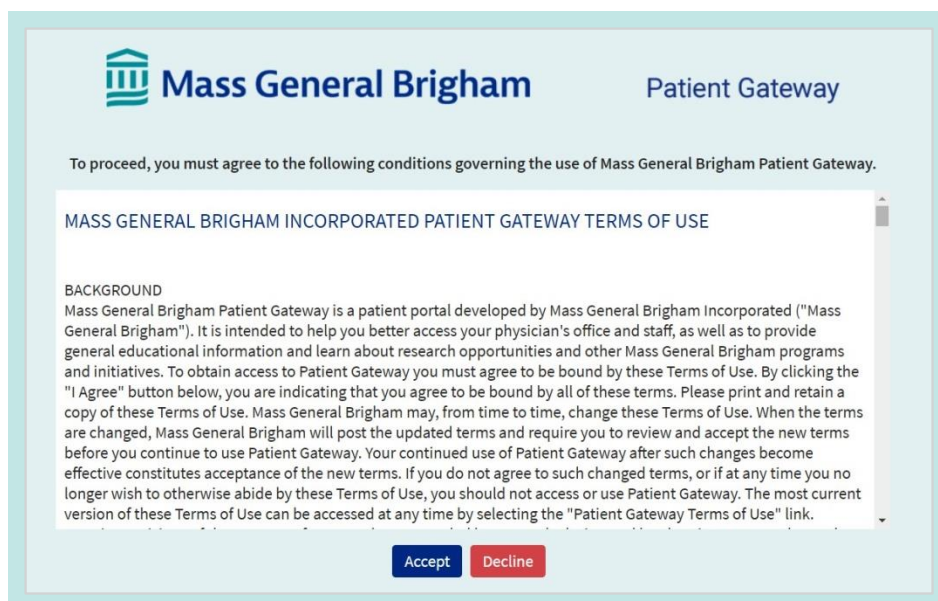 Mass General Brigham
Patient Gateway
To proceed, you must agree to the following conditions governing the use of Mass General Brigham Patient Gateway.
MASS GENERAL BRIGHAM INCORPORATED PATIENT GATEWAY TERMS OF USE
BACKGROUND
Mass General Brigham Patient Gateway is a patient portal developed by Mass General Brigham Incorporated ("Mass
General Brigham"). It is intended to help you better access your physician's office and staff, as well as to provide
general educational information and learn about research opportunities and other Mass General Brigham programs
and initiatives. To obtain access to Patient Gateway you must agree to be bound by these Terms of Use. By clicking the
"I Agree" button below, you are indicating that you agree to be bound by all of these terms. Please print and retain a
copy of these Terms of Use. Mass General Brigham may, from time to time, change these Terms of Use. When the terms
are changed, Mass General Brigham will post the updated terms and require you to review and accept the new terms
before you continue to use Patient Gateway. Your continued use of Patient Gateway after such changes become
effective constitutes acceptance of the new terms. If you do not agree to such changed terms, or if at any time you no
longer wish to otherwise abide by these Terms of Use, you should not access or use Patient Gateway. The most current
version of these Terms of Use can be accessed at any time by selecting the "Patient Gateway Terms of Use" link.
Accept
Decline